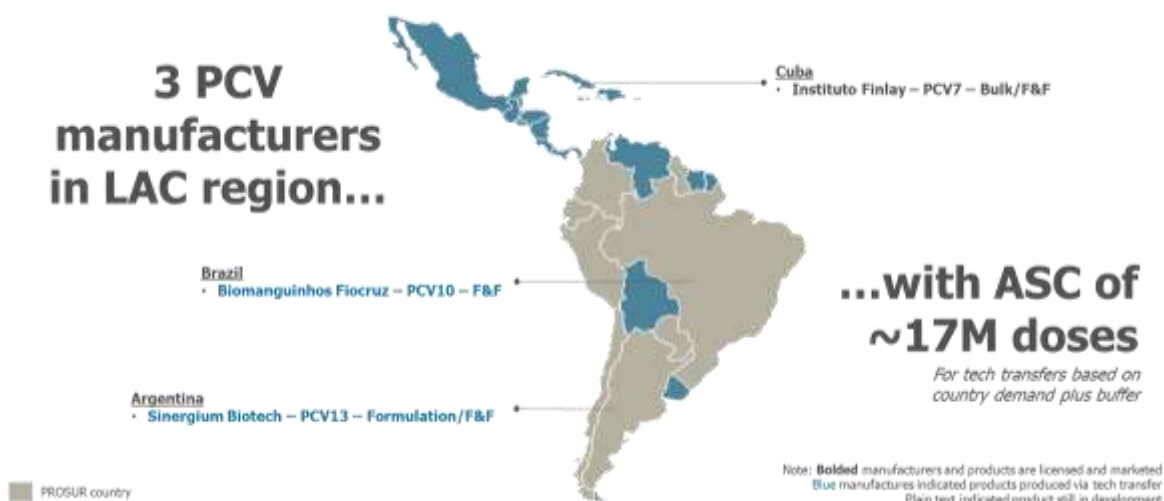 3 PCV
manufacturers
in LAC region...
Cuba
• Instituto Finlay – PCV7 – Bulk/F&F
Brazil
• Biomanguinhos Fiocruz – PCV10 – F&F
Argentina
• Sinergium Biotech – PCV13 – Formulation/F&F
...with ASC of
~17M doses
For tech transfers based on
country demand plus buffer
PROSUR country
Note: Bolded manufacturers and products are licensed and marketed
Blue manufactures indicated products produced via tech transfer
Plain text indicated product still in development